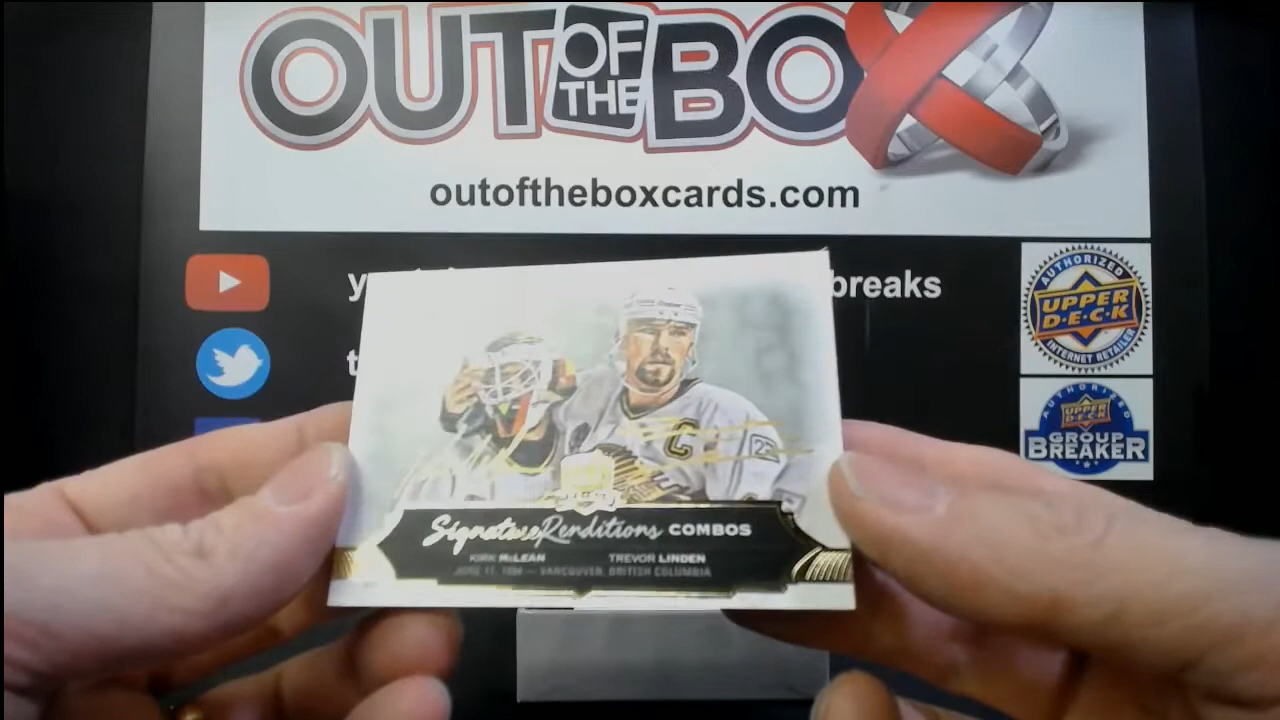 OUT OF THE BOX
outoftheboxcards.com
breaks
AUTHORIZED
UPPER
D·E·C·K
INTERNET RETAILER
AUTHORIZED
UPPER
DECK
GROUP
BREAKER
C
Signature Renditions COMBOS
KIRK McLEAN TREVOR LINDEN
JUNE 11, 1994 — VANCOUVER, BRITISH COLUMBIA